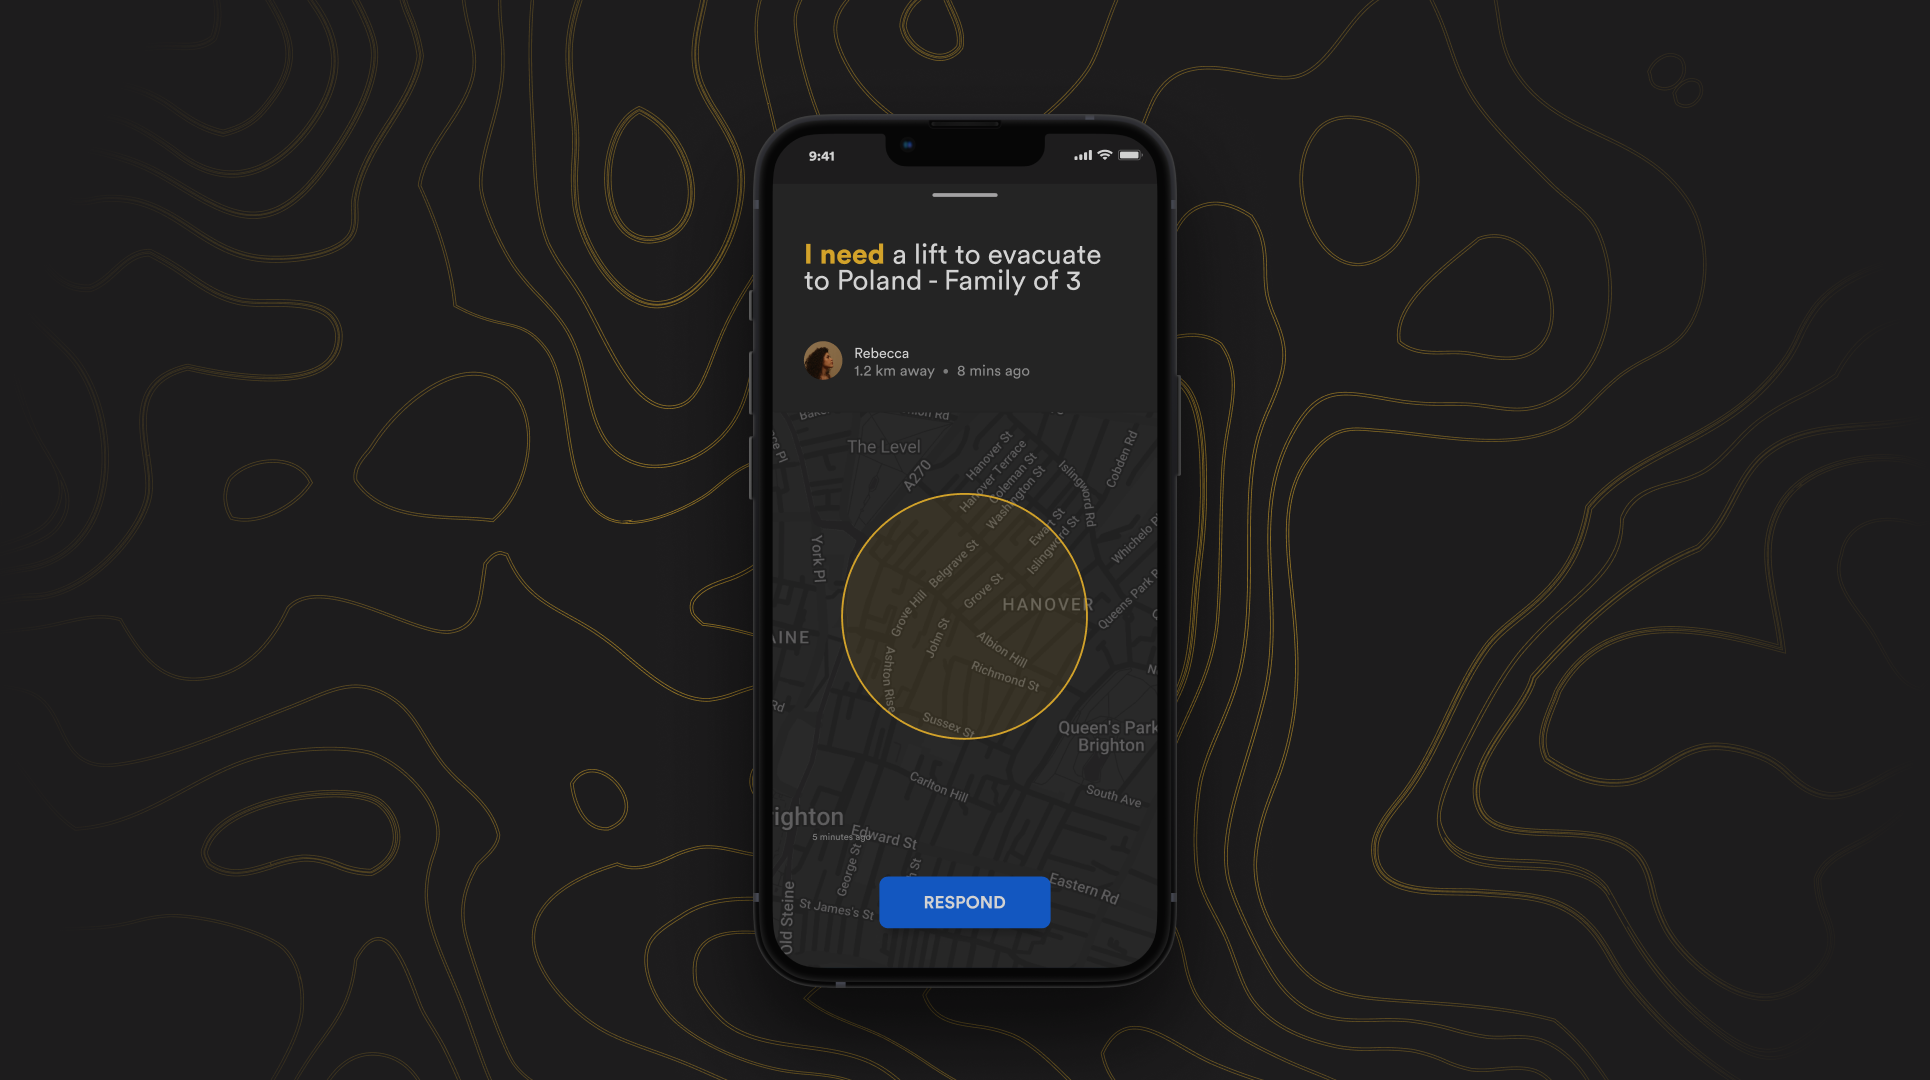 9:41
I need a lift to evacuate
to Poland - Family of 3
Rebecca
1.2 km away • 8 mins ago
The Level
A270
Hanover St
Hanover Terrace
Coleman St
Washington St
Islingword Rd
Cobden Rd
Ewart St
Islingword St
Whichelo
York Pl
Belgrave St
Grove St
Queens Park
Grove Hill
HANOVER
John St
AINE
Albion Hill
Ashton Rise
Richmond St
Rd
Sussex St
Queen's Park
Brighton
Carlton Hill
South Ave
ighton
5 minutes ago
Edward St
George St
St
Eastern Rd
RESPOND
St James's St
Old Steine